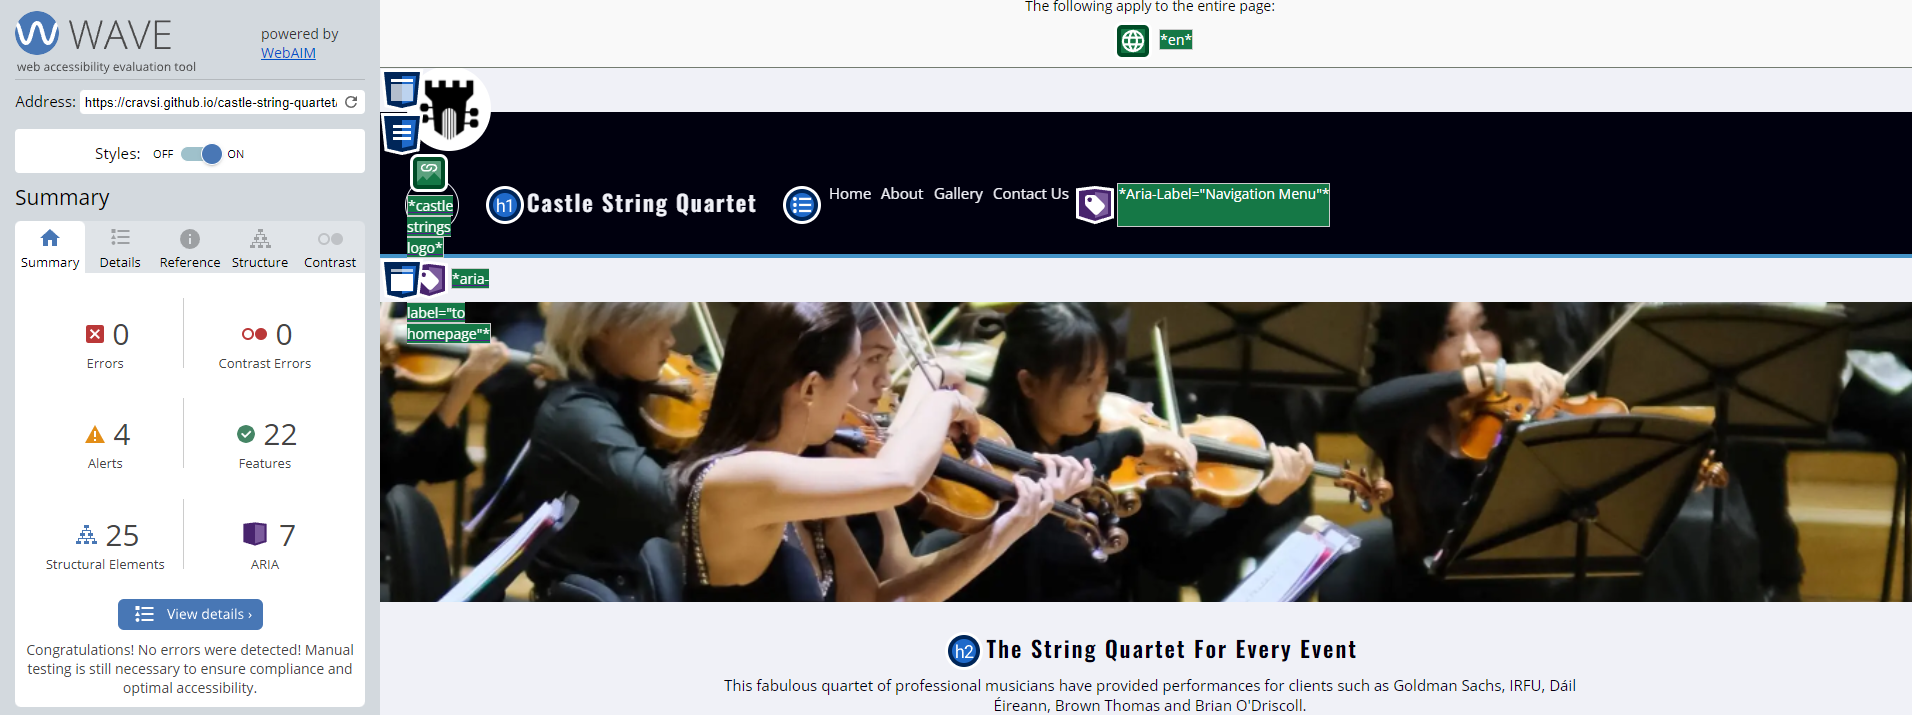 WAVE
web accessibility evaluation tool
powered by
WebAIM
Address: https://cravsi.github.io/castle-string-quartet/
Styles: OFF ON
Summary
Summary Details Reference Structure Contrast
0 Errors
0 Contrast Errors
4 Alerts
22 Features
25 Structural Elements
7 ARIA
View details ›
Congratulations! No errors were detected! Manual
testing is still necessary to ensure compliance and
optimal accessibility.
The following apply to the entire page:
*en*
*castle
strings
logo*
h1 Castle String Quartet
Home About Gallery Contact Us
*Aria-Label="Navigation Menu"*
*aria-
label="to
homepage"*
h2 The String Quartet For Every Event
This fabulous quartet of professional musicians have provided performances for clients such as Goldman Sachs, IRFU, Dáil
Éireann, Brown Thomas and Brian O'Driscoll.